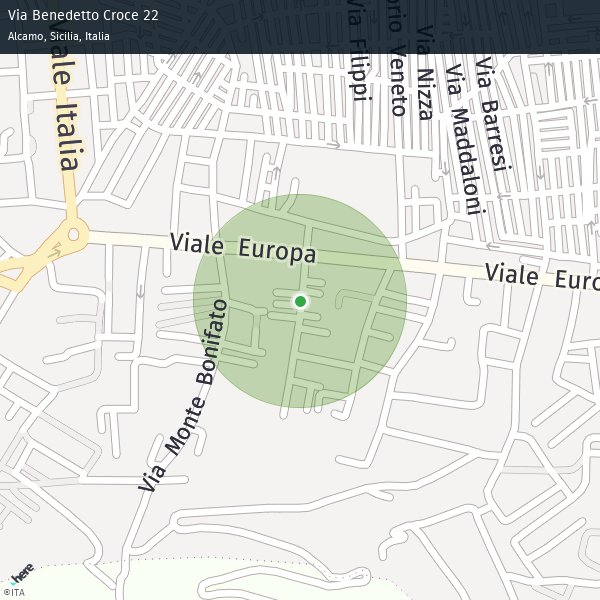 Via Benedetto Croce 22
Alcamo, Sicilia, Italia
ale Italia
Via Filippi
orio Veneto
Via Nizza
Via Maddaloni
Via Barresi
Viale Europa
Viale Euro
Via Monte Bonifato
here
©ITA